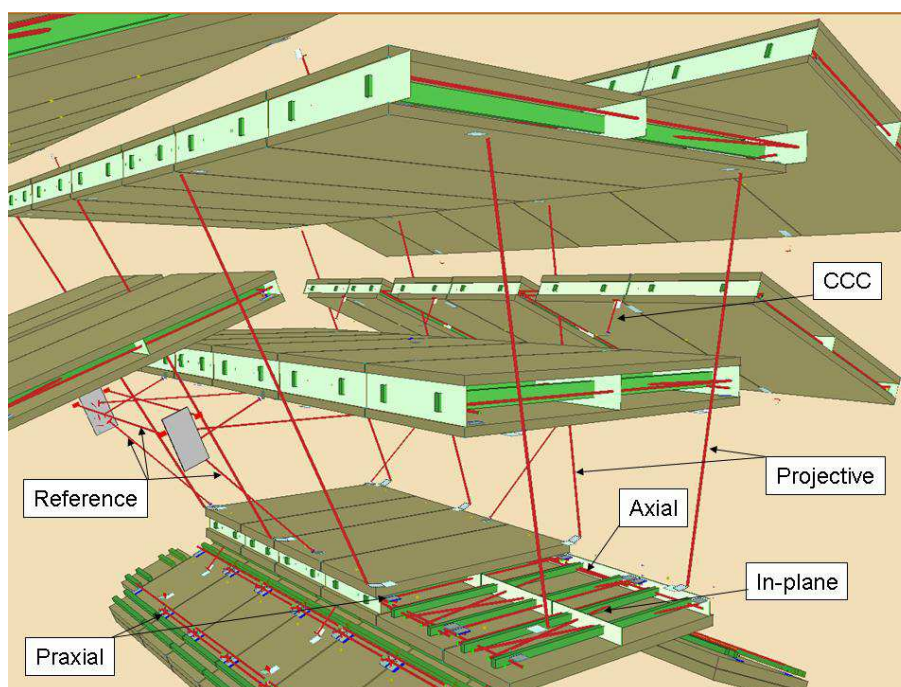 CCC
Projective
Reference
Axial
In-plane
Praxial